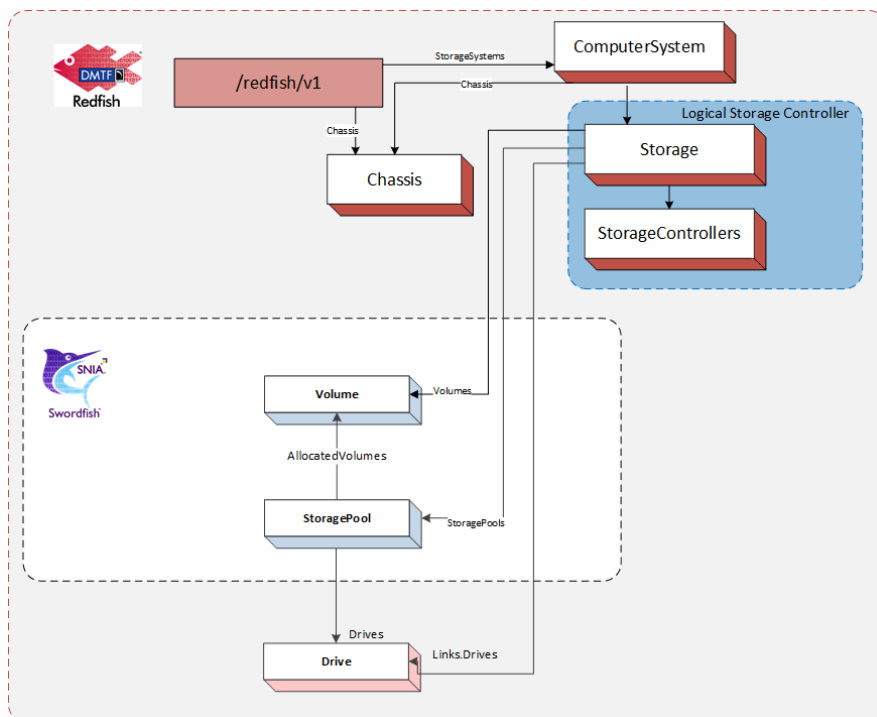 ComputerSystem
StorageSystems
DMTF
Redfish
/redfish/v1
Chassis
Chassis
Logical Storage Controller
Storage
Chassis
StorageControllers
SNIA
Swordfish
Volume
Volumes
AllocatedVolumes
StoragePool
StoragePools
Drives
Drive
Links.Drives